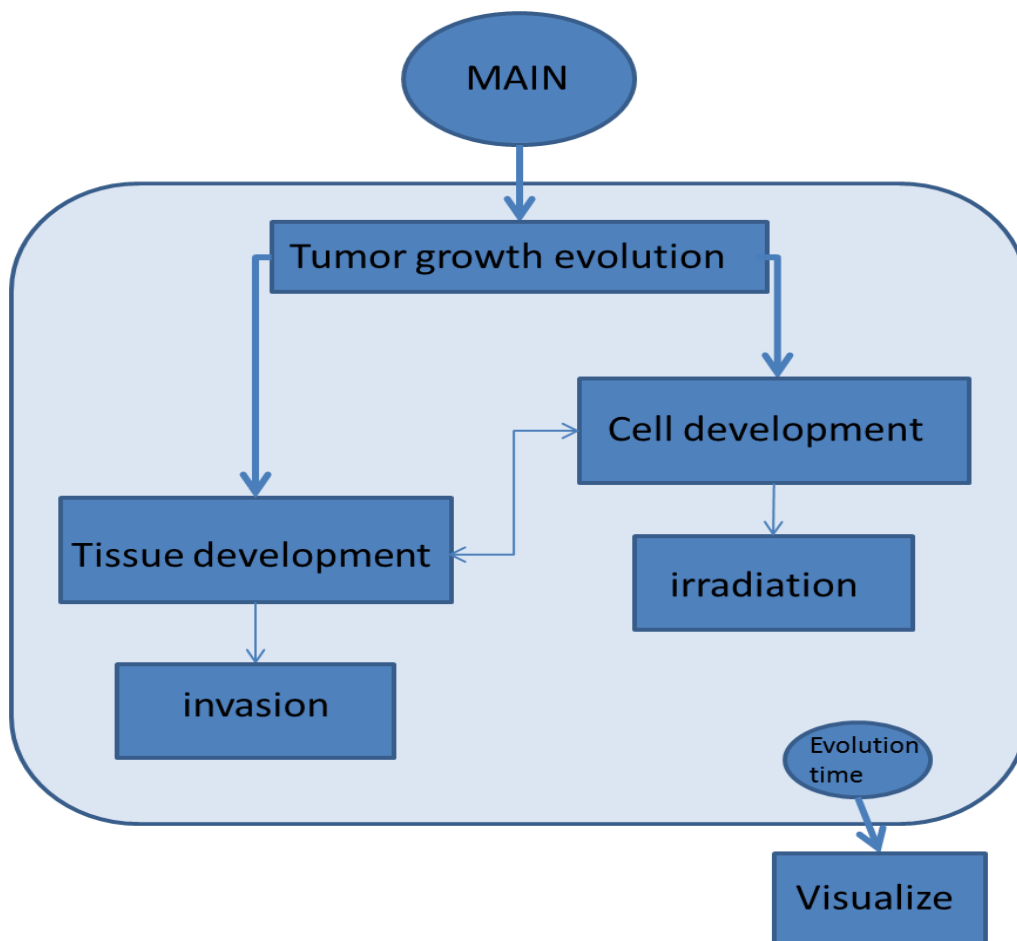 MAIN
Tumor growth evolution
Cell development
Tissue development
irradiation
invasion
Evolution
time
Visualize